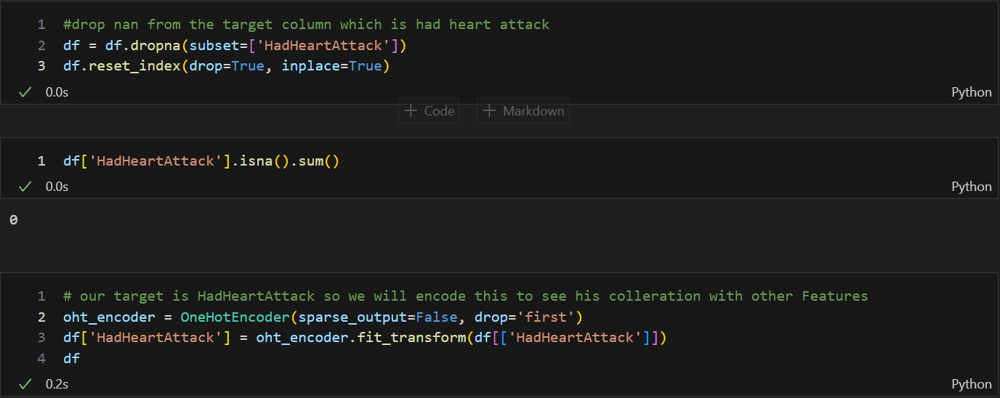 1 #drop nan from the target column which is had heart attack
2 df = df.dropna(subset=['HadHeartAttack'])
3 df.reset_index(drop=True, inplace=True)
0.0s Python
+ Code + Markdown
1 df['HadHeartAttack'].isna().sum()
0.0s Python
0
1 # our target is HadHeartAttack so we will encode this to see his colleration with other Features
2 oht_encoder = OneHotEncoder(sparse_output=False, drop='first')
3 df['HadHeartAttack'] = oht_encoder.fit_transform(df[['HadHeartAttack']])
4 df
0.2s Python